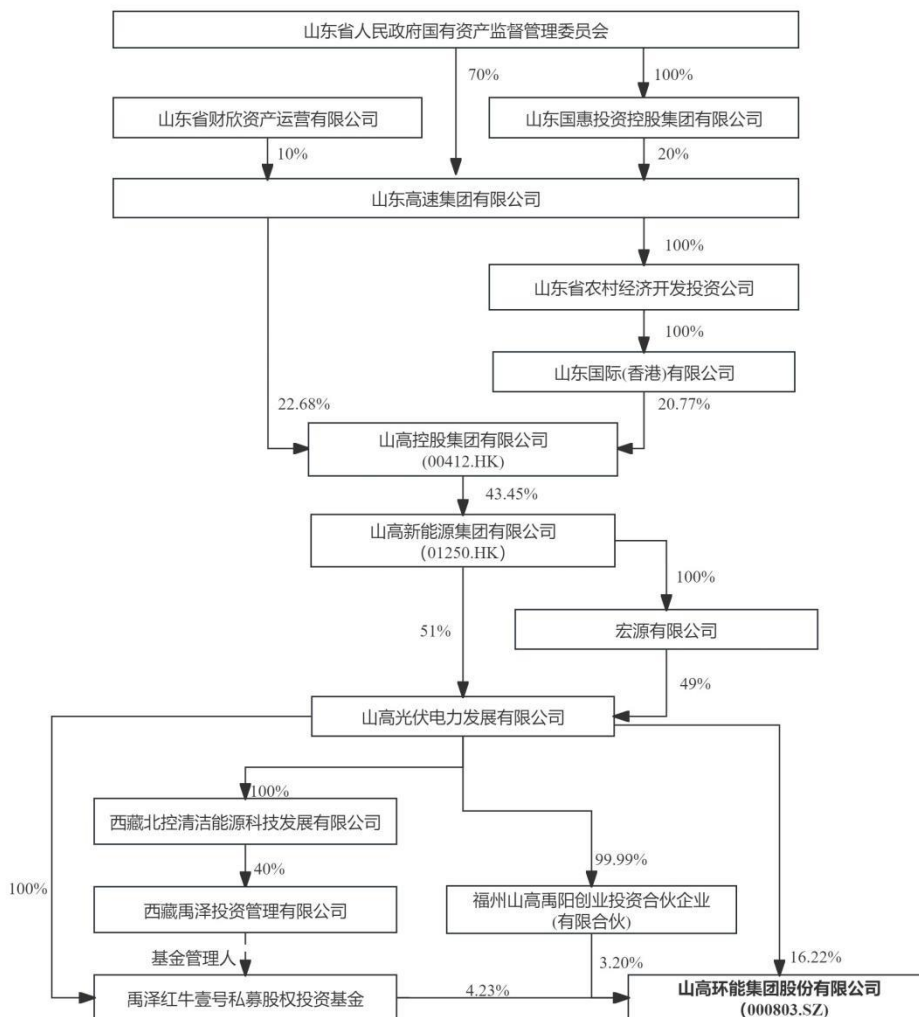 山东省人民政府国有资产监督管理委员会
70%
100%
山东省财欣资产运营有限公司
山东国惠投资控股集团有限公司
10%
20%
山东高速集团有限公司
100%
山东省农村经济开发投资公司
100%
山东国际(香港)有限公司
22.68%
20.77%
山高控股集团有限公司
(00412.HK)
43.45%
山高新能源集团有限公司
(01250.HK)
100%
51%
宏源有限公司
49%
山高光伏电力发展有限公司
100%
西藏北控清洁能源科技发展有限公司
40%
99.99%
100%
西藏禹泽投资管理有限公司
福州山高禹阳创业投资合伙企业
(有限合伙)
基金管理人
3.20%
16.22%
禹泽红牛壹号私募股权投资基金
4.23%
山高环能集团股份有限公司
(000803.SZ)